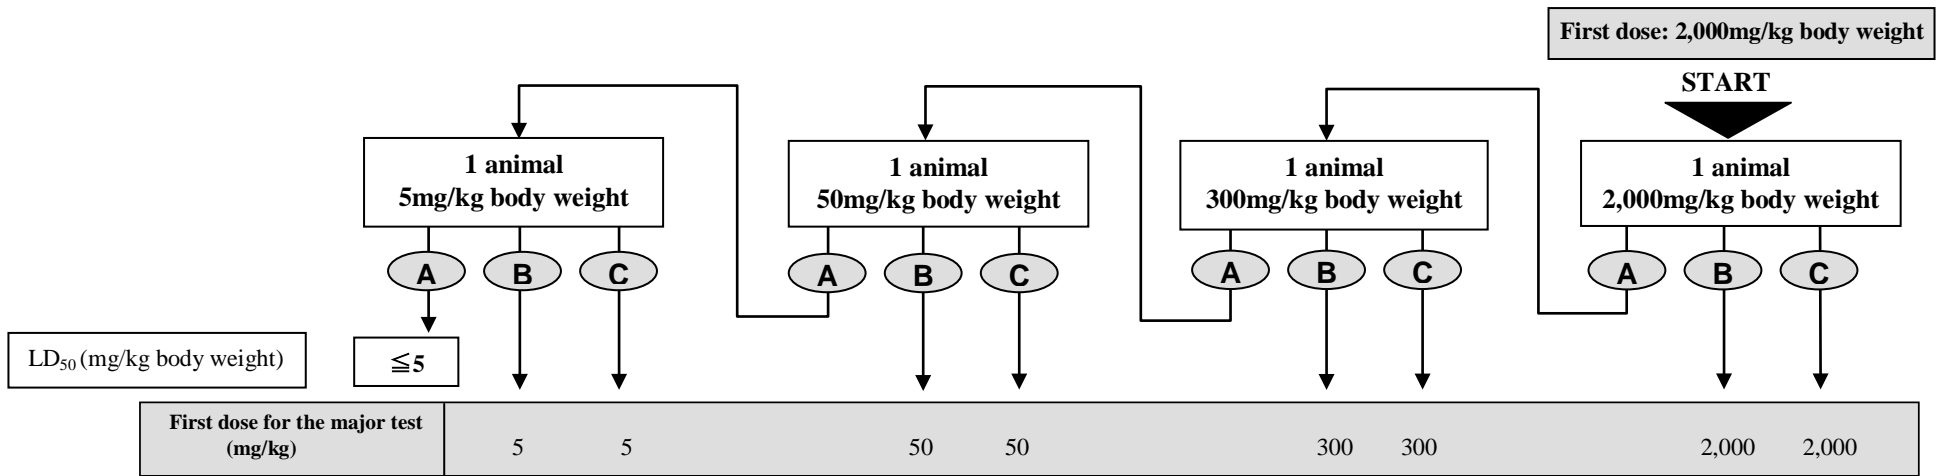 First dose: 2,000mg/kg body weight
START
1 animal
5mg/kg body weight
1 animal
50mg/kg body weight
1 animal
300mg/kg body weight
1 animal
2,000mg/kg body weight
A B C A B C A B C A B C
LD₅₀ (mg/kg body weight)
≦5
First dose for the major test
(mg/kg)
5 5 50 50 300 300 2,000 2,000